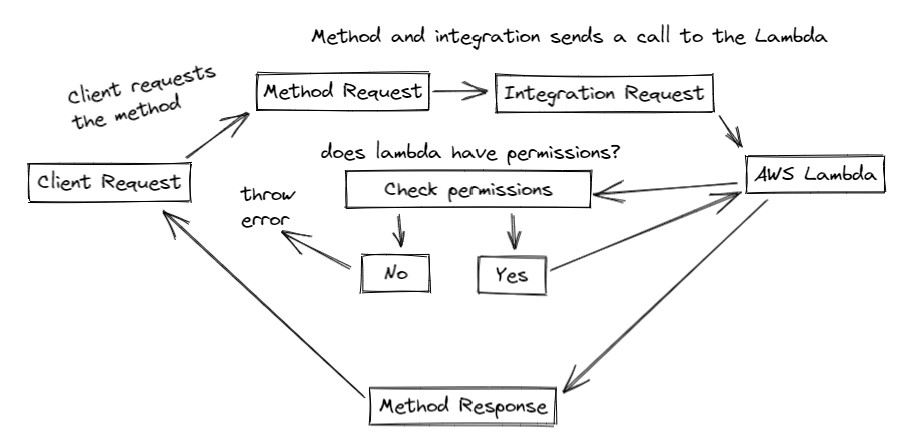 Method and integration sends a call to the Lambda
Client requests
the method
Method Request
Integration Request
does lambda have permissions?
Client Request
Check permissions
AWS Lambda
throw
error
No
Yes
Method Response